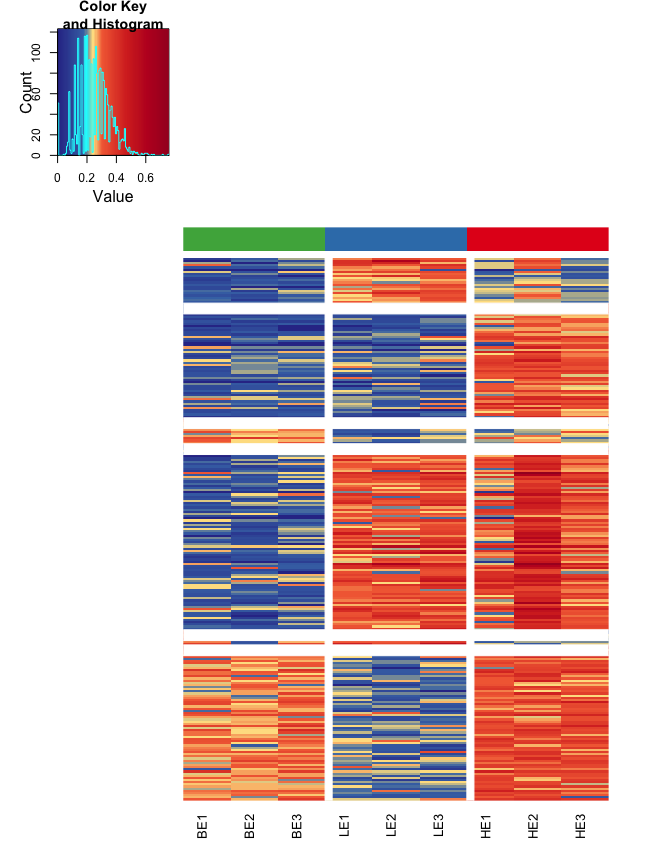 Color Key
and Histogram
Count
0 20 60 100
0 0.2 0.4 0.6
Value
BE1 BE2 BE3 LE1 LE2 LE3 HE1 HE2 HE3